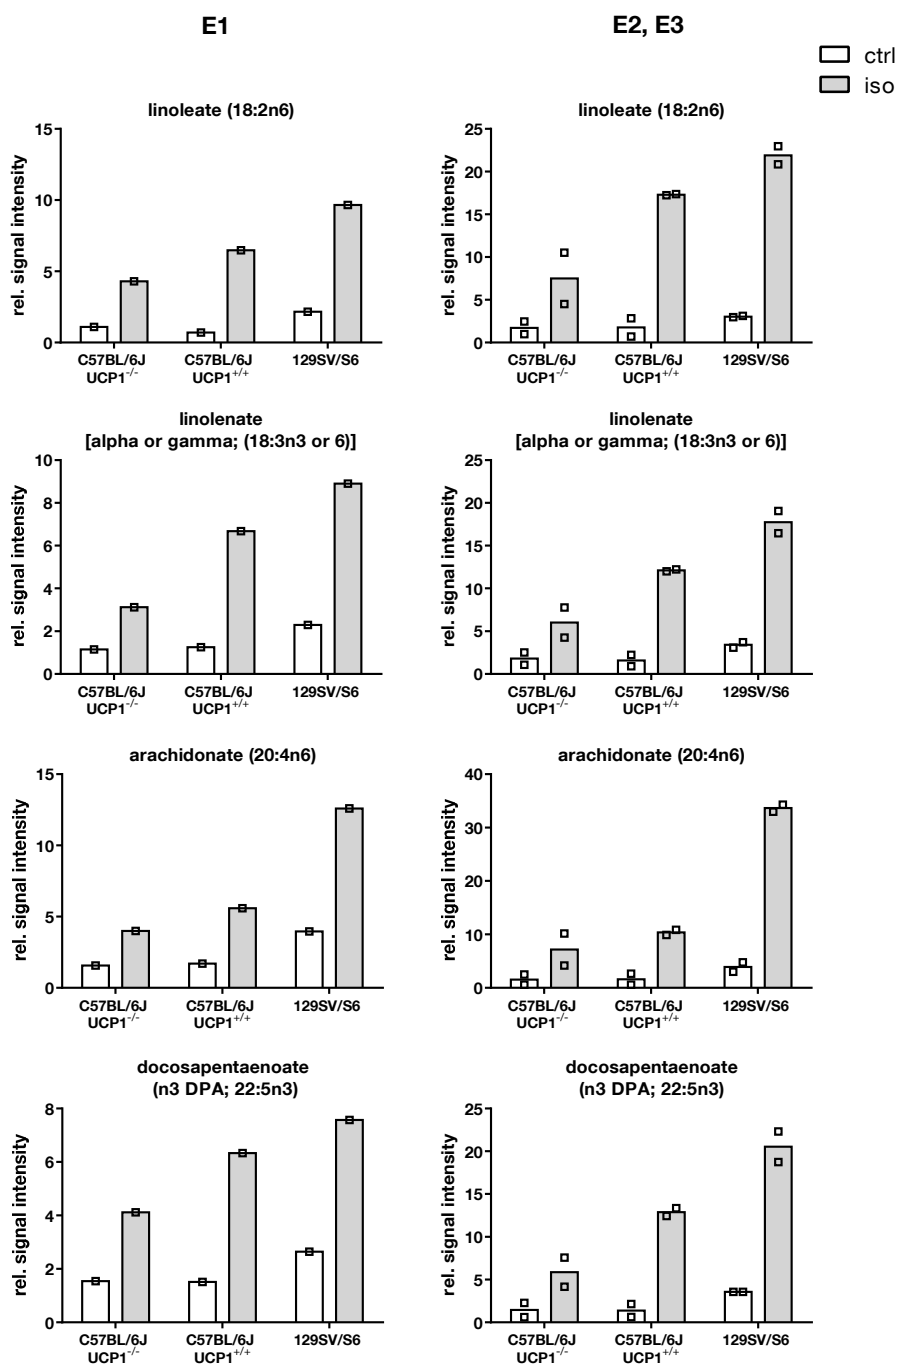 E1
E2, E3
ctrl
iso
linoleate (18:2n6)
rel. signal intensity
15
10
5
0
C57BL/6J
UCP1-/-
C57BL/6J
UCP1+/+
129SV/S6
linoleate (18:2n6)
rel. signal intensity
25
20
15
10
5
0
C57BL/6J
UCP1-/-
C57BL/6J
UCP1+/+
129SV/S6
linolenate
[alpha or gamma; (18:3n3 or 6)]
rel. signal intensity
10
8
6
4
2
0
C57BL/6J
UCP1-/-
C57BL/6J
UCP1+/+
129SV/S6
linolenate
[alpha or gamma; (18:3n3 or 6)]
rel. signal intensity
25
20
15
10
5
0
C57BL/6J
UCP1-/-
C57BL/6J
UCP1+/+
129SV/S6
arachidonate (20:4n6)
rel. signal intensity
15
10
5
0
C57BL/6J
UCP1-/-
C57BL/6J
UCP1+/+
129SV/S6
arachidonate (20:4n6)
rel. signal intensity
40
30
20
10
0
C57BL/6J
UCP1-/-
C57BL/6J
UCP1+/+
129SV/S6
docosapentaenoate
(n3 DPA; 22:5n3)
rel. signal intensity
8
6
4
2
0
C57BL/6J
UCP1-/-
C57BL/6J
UCP1+/+
129SV/S6
docosapentaenoate
(n3 DPA; 22:5n3)
rel. signal intensity
25
20
15
10
5
0
C57BL/6J
UCP1-/-
C57BL/6J
UCP1+/+
129SV/S6